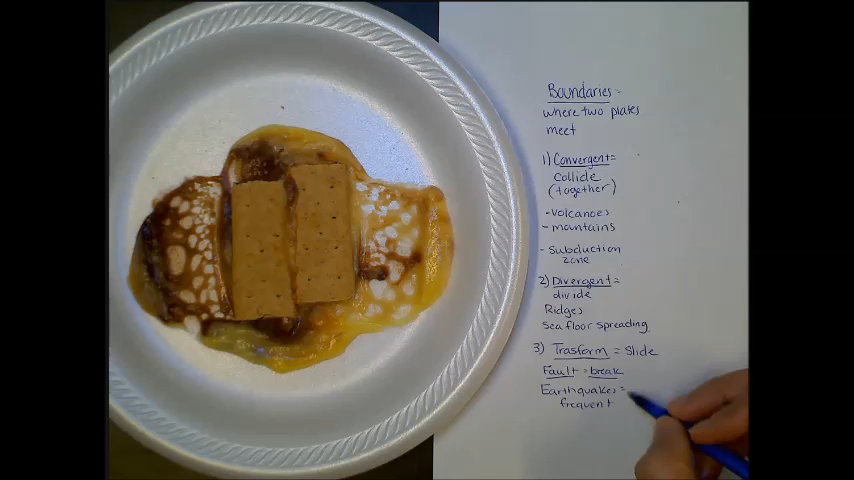 Boundaries -
where two plates
meet
1) Convergent =
collide
(together)
- volcanoes
- mountains
- Subduction
zone
2) Divergent =
divide
Ridges
Sea floor spreading
3) Trasform = Slide
Fault = break
Earthquakes =
frequent